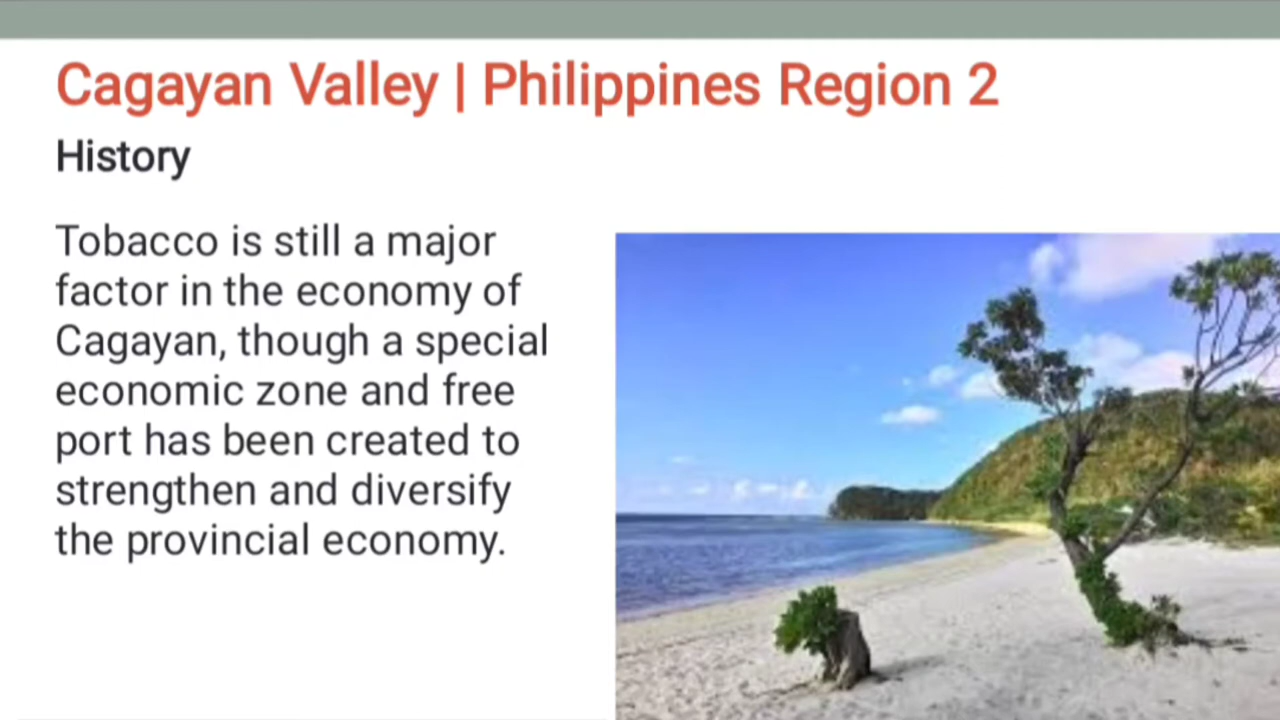 Cagayan Valley | Philippines Region 2
History
Tobacco is still a major
factor in the economy of
Cagayan, though a special
economic zone and free
port has been created to
strengthen and diversify
the provincial economy.